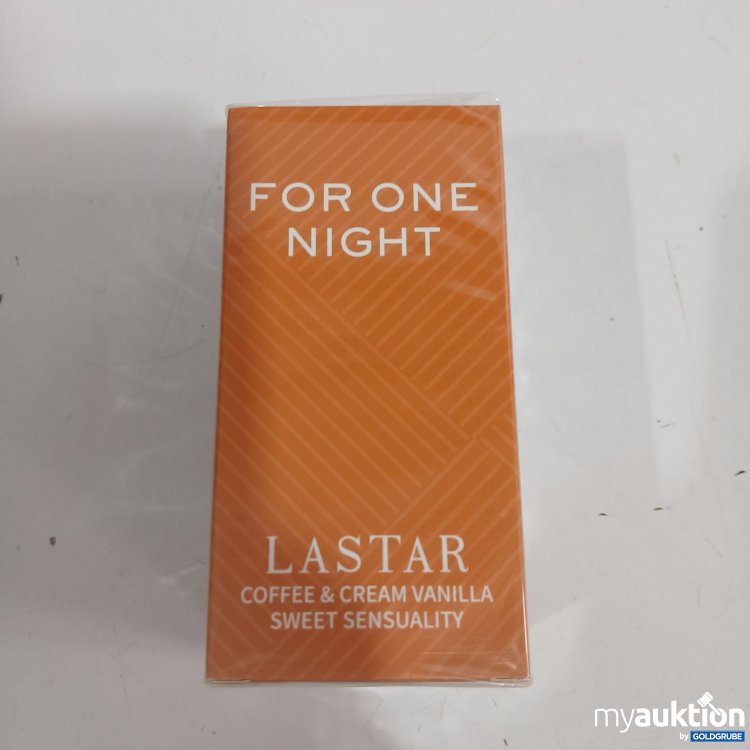 FOR ONE
NIGHT
LASTAR
COFFEE & CREAM VANILLA
SWEET SENSUALITY
myauktion
by GOLDGRUBE